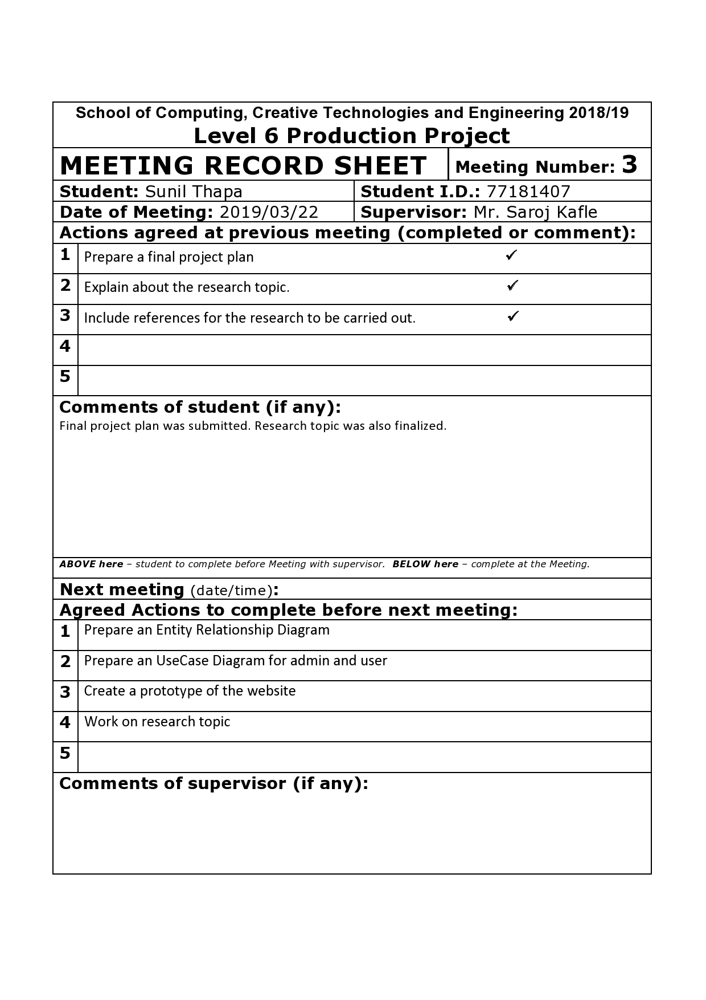 School of Computing, Creative Technologies and Engineering 2018/19
Level 6 Production Project
MEETING RECORD SHEET Meeting Number: 3
Student: Sunil Thapa Student I.D.: 77181407
Date of Meeting: 2019/03/22 Supervisor: Mr. Saroj Kafle
Actions agreed at previous meeting (completed or comment):
1 Prepare a final project plan ✓
2 Explain about the research topic. ✓
3 Include references for the research to be carried out. ✓
4
5
Comments of student (if any):
Final project plan was submitted. Research topic was also finalized.
ABOVE here – student to complete before Meeting with supervisor. BELOW here – complete at the Meeting.
Next meeting (date/time):
Agreed Actions to complete before next meeting:
1 Prepare an Entity Relationship Diagram
2 Prepare an UseCase Diagram for admin and user
3 Create a prototype of the website
4 Work on research topic
5
Comments of supervisor (if any):